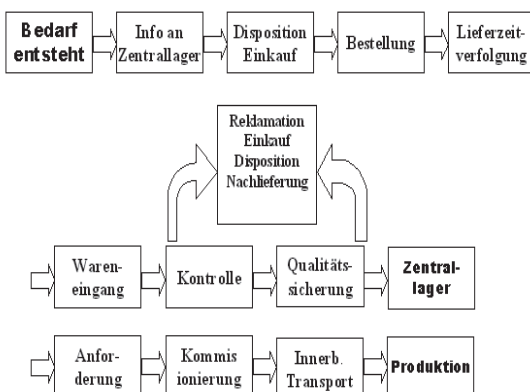 Bedarf
entsteht
Info an
Zentrallager
Disposition
Einkauf
Bestellung
Lieferzeit-
verfolgung
Reklamation
Einkauf
Disposition
Nachlieferung
Waren-
eingang
Kontrolle
Qualitäts-
sicherung
Zentral-
lager
Anfor-
derung
Kommis
ionierung
Innerb.
Transport
Produktion